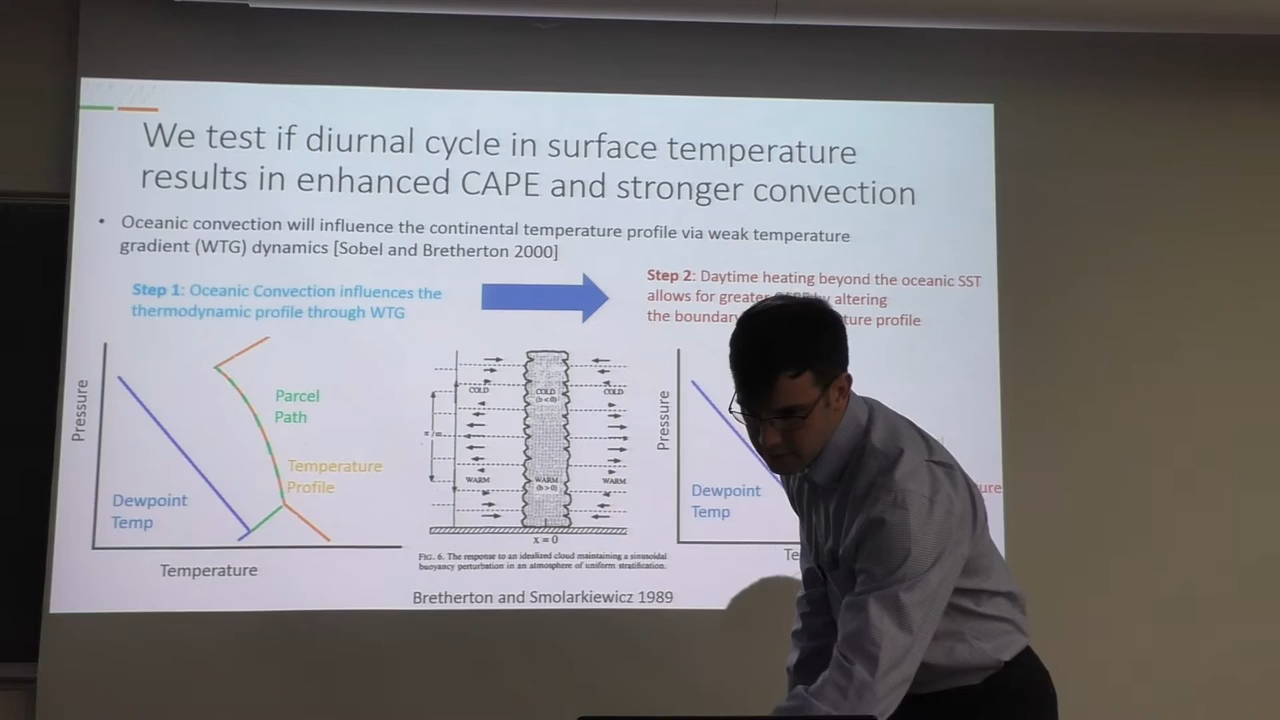 We test if diurnal cycle in surface temperature
results in enhanced CAPE and stronger convection
• Oceanic convection will influence the continental temperature profile via weak temperature
gradient (WTG) dynamics [Sobel and Bretherton 2000]
Step 1: Oceanic Convection influences the
thermodynamic profile through WTG
Step 2: Daytime heating beyond the oceanic SST
allows for greater by altering
the boundary profile
Pressure
Parcel
Path
Temperature
Profile
Dewpoint
Temp
Temperature
COLD
COLD
(b<0)
COLD
WARM
WARM
(b>0)
WARM
x = 0
FIG. 6. The response to an idealized cloud maintaining a sinusoidal
buoyancy perturbation in an atmosphere of uniform stratification.
Bretherton and Smolarkiewicz 1989
Pressure
Dewpoint
Temp